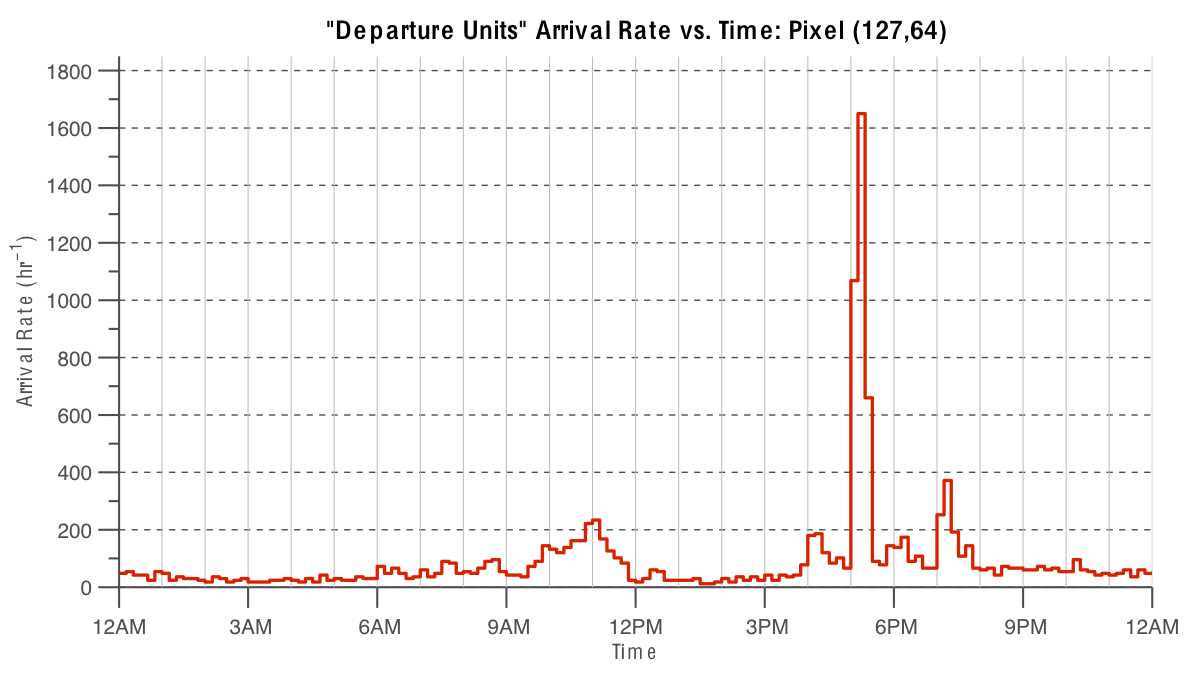 "Departure Units" Arrival Rate vs. Time: Pixel (127,64)
1800
1600
1400
1200
1000
800
600
400
200
0
Arrival Rate (hr⁻¹)
12AM 3AM 6AM 9AM 12PM 3PM 6PM 9PM 12AM
Time